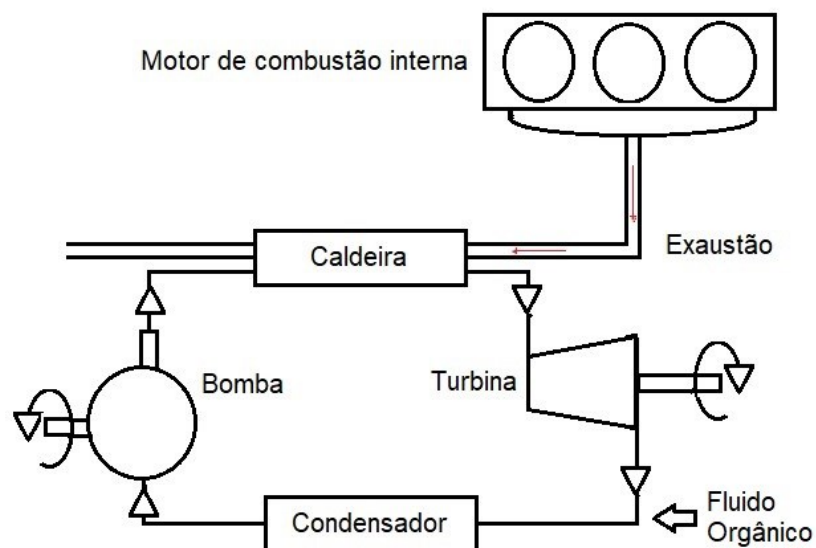 Motor de combustão interna
Exaustão
Caldeira
Bomba
Turbina
Condensador
Fluido
Orgânico